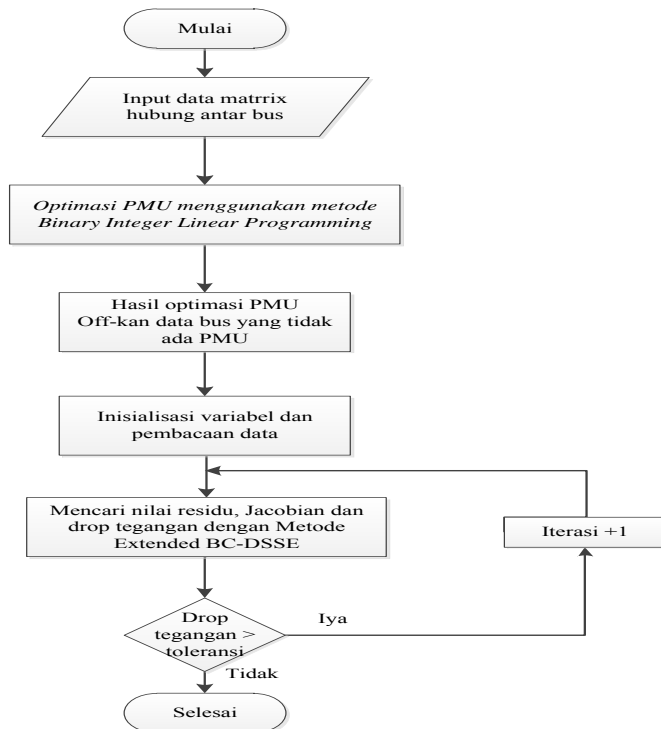 Mulai
Input data matrrix
hubung antar bus
Optimasi PMU menggunakan metode
Binary Integer Linear Programming
Hasil optimasi PMU
Off-kan data bus yang tidak
ada PMU
Inisialisasi variabel dan
pembacaan data
Mencari nilai residu, Jacobian dan
drop tegangan dengan Metode
Extended BC-DSSE
Iterasi +1
Drop
tegangan >
toleransi
Iya
Tidak
Selesai